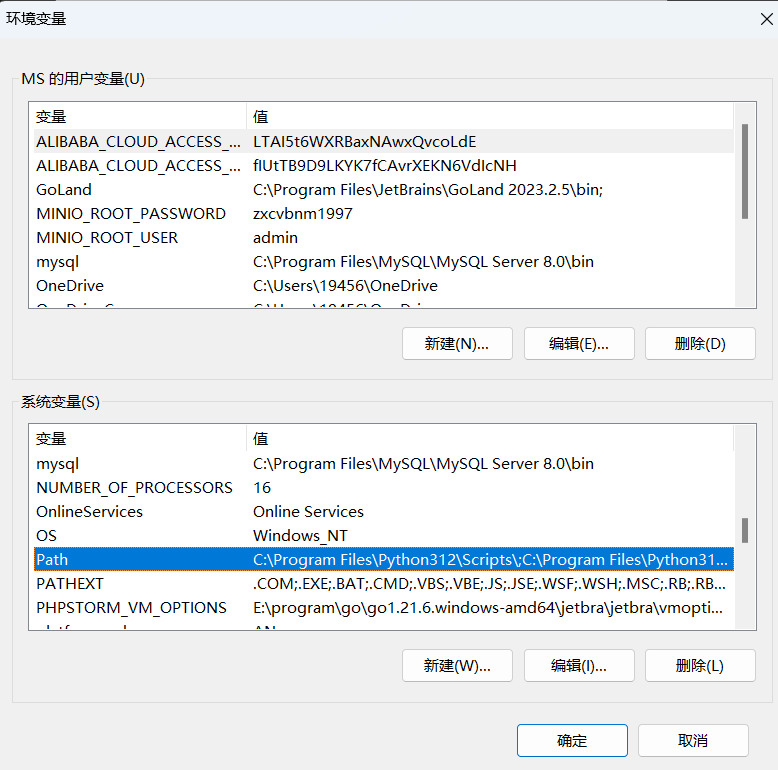 环境变量
MS 的用户变量(U)
变量 值
ALIBABA_CLOUD_ACCESS_... LTAI5t6WXRBaxNAwxQvcoLdE
ALIBABA_CLOUD_ACCESS_... fIUtTB9D9LKYK7fCAvrXEKN6VdIcNH
GoLand C:\Program Files\JetBrains\GoLand 2023.2.5\bin;
MINIO_ROOT_PASSWORD zxcvbnm1997
MINIO_ROOT_USER admin
mysql C:\Program Files\MySQL\MySQL Server 8.0\bin
OneDrive C:\Users\19456\OneDrive
新建(N)... 编辑(E)... 删除(D)
系统变量(S)
变量 值
mysql C:\Program Files\MySQL\MySQL Server 8.0\bin
NUMBER_OF_PROCESSORS 16
OnlineServices Online Services
OS Windows_NT
Path C:\Program Files\Python312\Scripts\;C:\Program Files\Python31...
PATHEXT .COM;.EXE;.BAT;.CMD;.VBS;.VBE;.JS;.JSE;.WSF;.WSH;.MSC;.RB;.RB...
PHPSTORM_VM_OPTIONS E:\program\go\go1.21.6.windows-amd64\jetbra\jetbra\vmopti...
新建(W)... 编辑(I)... 删除(L)
确定 取消